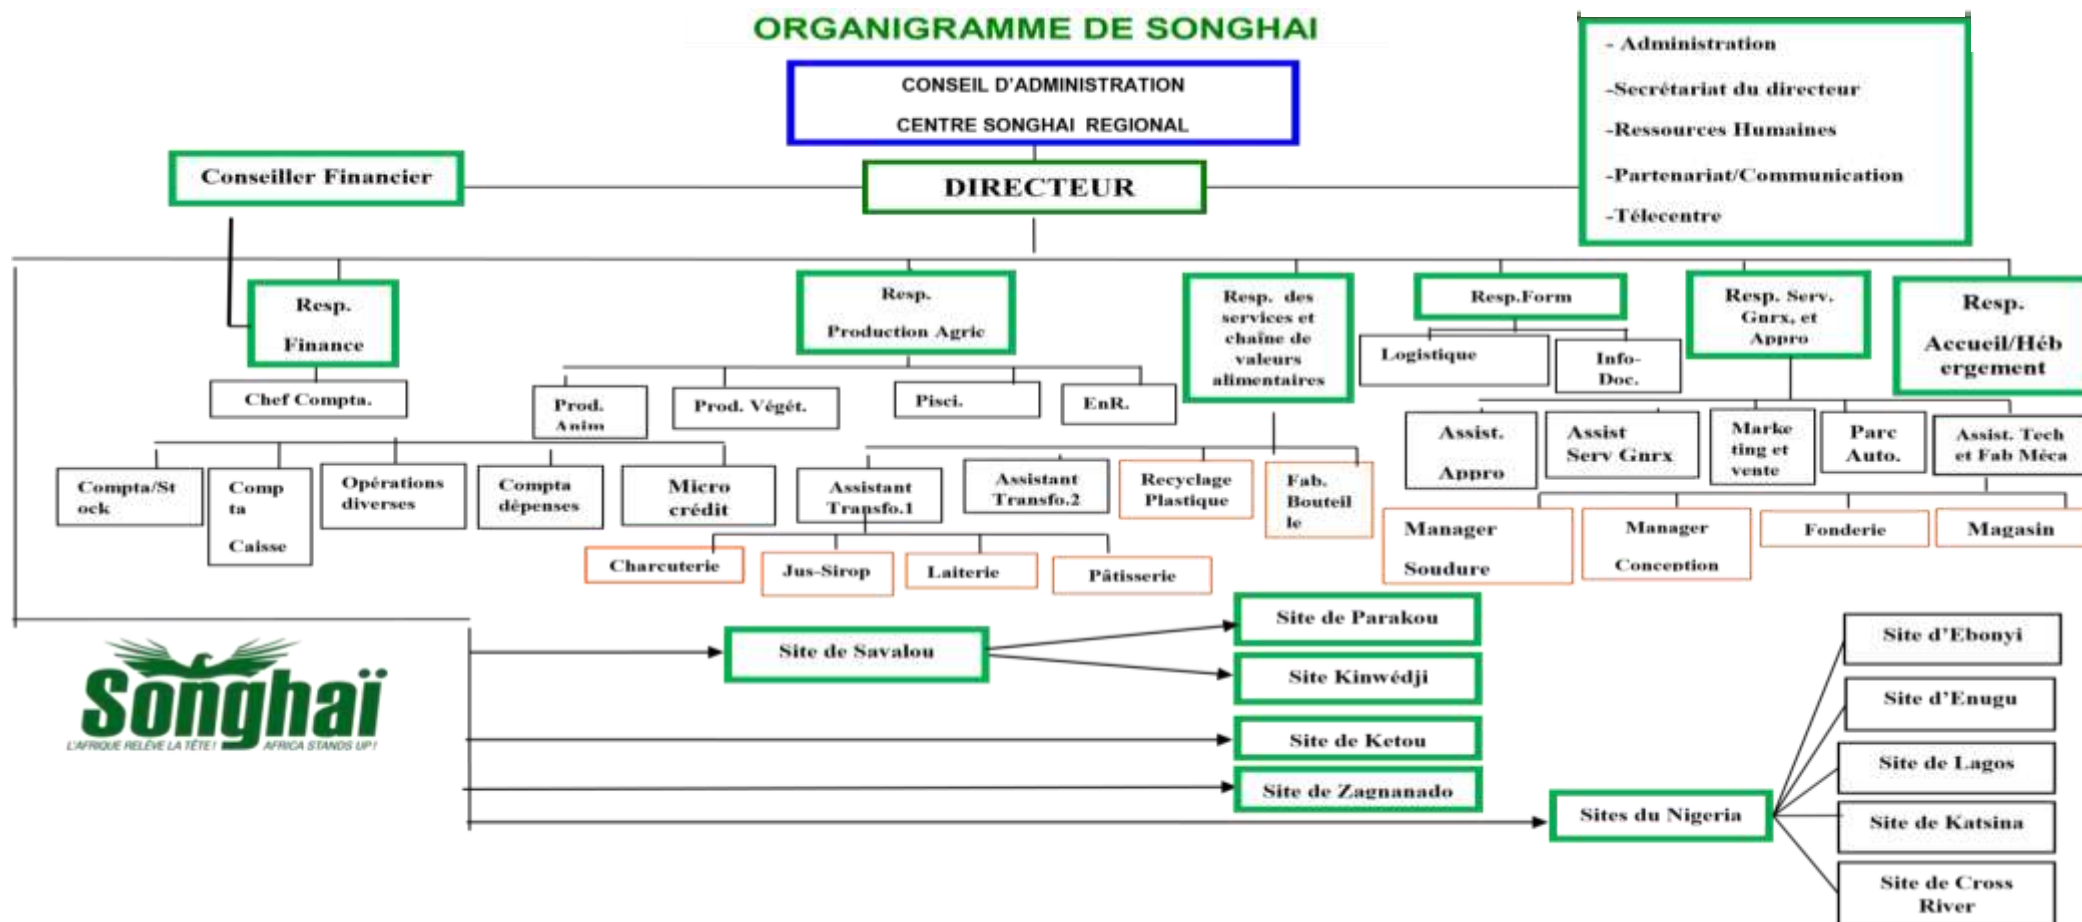 ORGANIGRAMME DE SONGHAI
CONSEIL D'ADMINISTRATION
CENTRE SONGHAI REGIONAL
- Administration
-Secrétariat du directeur
-Ressources Humaines
-Partenariat/Communication
-Télecentre
Conseiller Financier
DIRECTEUR
Resp.
Finance
Resp.
Production Agric
Resp. des
services et
chaîne de
valeurs
alimentaires
Resp.Form
Resp. Serv.
Gnrx, et
Appro
Resp.
Accueil/Héb
ergement
Logistique
Info-
Doc.
Chef Compta.
Prod.
Anim
Prod. Végét.
Pisci.
EnR.
Assist.
Appro
Assist
Serv Gnrx
Marke
ting et
vente
Parc
Auto.
Assist. Tech
et Fab Méca
Compta/St
ock
Comp
ta
Caisse
Opérations
diverses
Compta
dépenses
Micro
crédit
Assistant
Transfo.1
Assistant
Transfo.2
Recyclage
Plastique
Fab.
Bouteil
le
Manager
Soudure
Manager
Conception
Fonderie
Magasin
Charcuterie
Jus-Sirop
Laiterie
Pâtisserie
Songhaï
L'AFRIQUE RELÈVE LA TÊTE ! AFRICA STANDS UP !
Site de Savalou
Site de Parakou
Site Kinwédji
Site de Ketou
Site de Zagnanado
Sites du Nigeria
Site d'Ebonyi
Site d'Enugu
Site de Lagos
Site de Katsina
Site de Cross
River